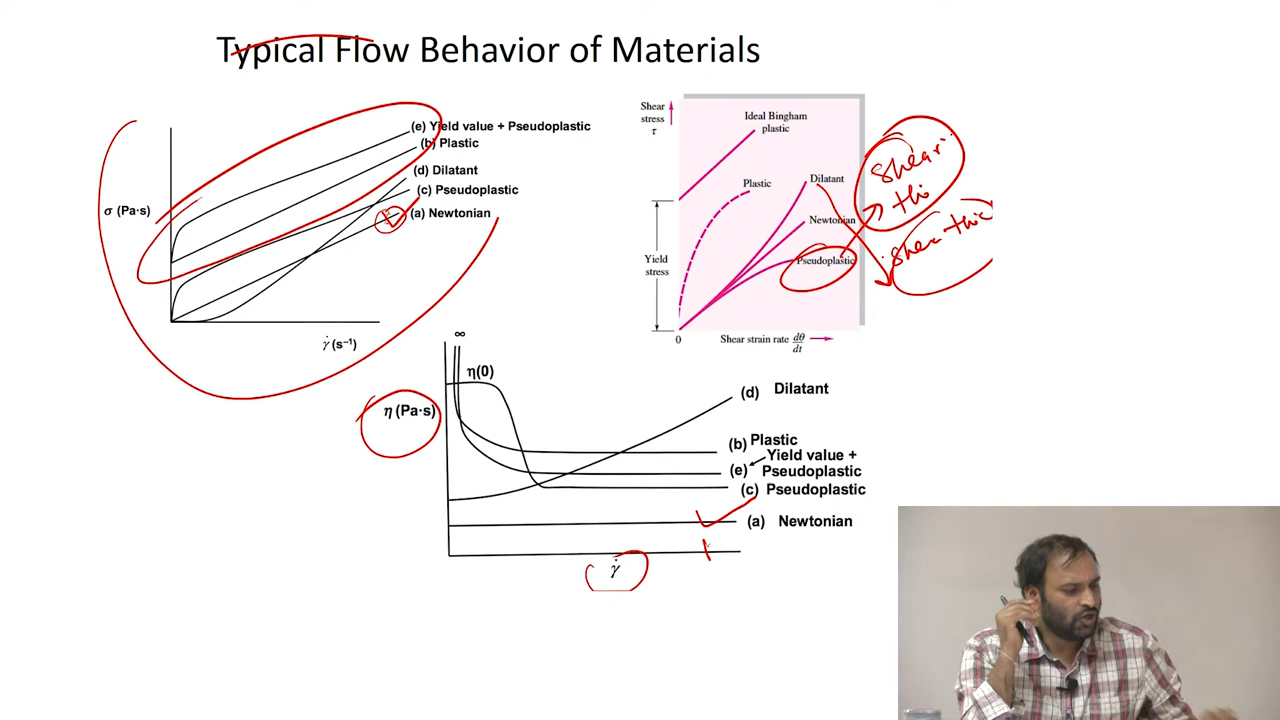 Typical Flow Behavior of Materials
(e) Yield value + Pseudoplastic
(b) Plastic
(d) Dilatant
(c) Pseudoplastic
(a) Newtonian
σ (Pa·s)
γ̇ (s⁻¹)
Shear
stress
τ
Ideal Bingham
plastic
Plastic
Dilatant
Newtonian
Pseudoplastic
Yield
stress
0
Shear strain rate dθ/dt
Shear
thi
shea thic
∞
η(0)
η (Pa·s)
(d) Dilatant
(b) Plastic
Yield value +
(e) Pseudoplastic
(c) Pseudoplastic
(a) Newtonian
γ̇